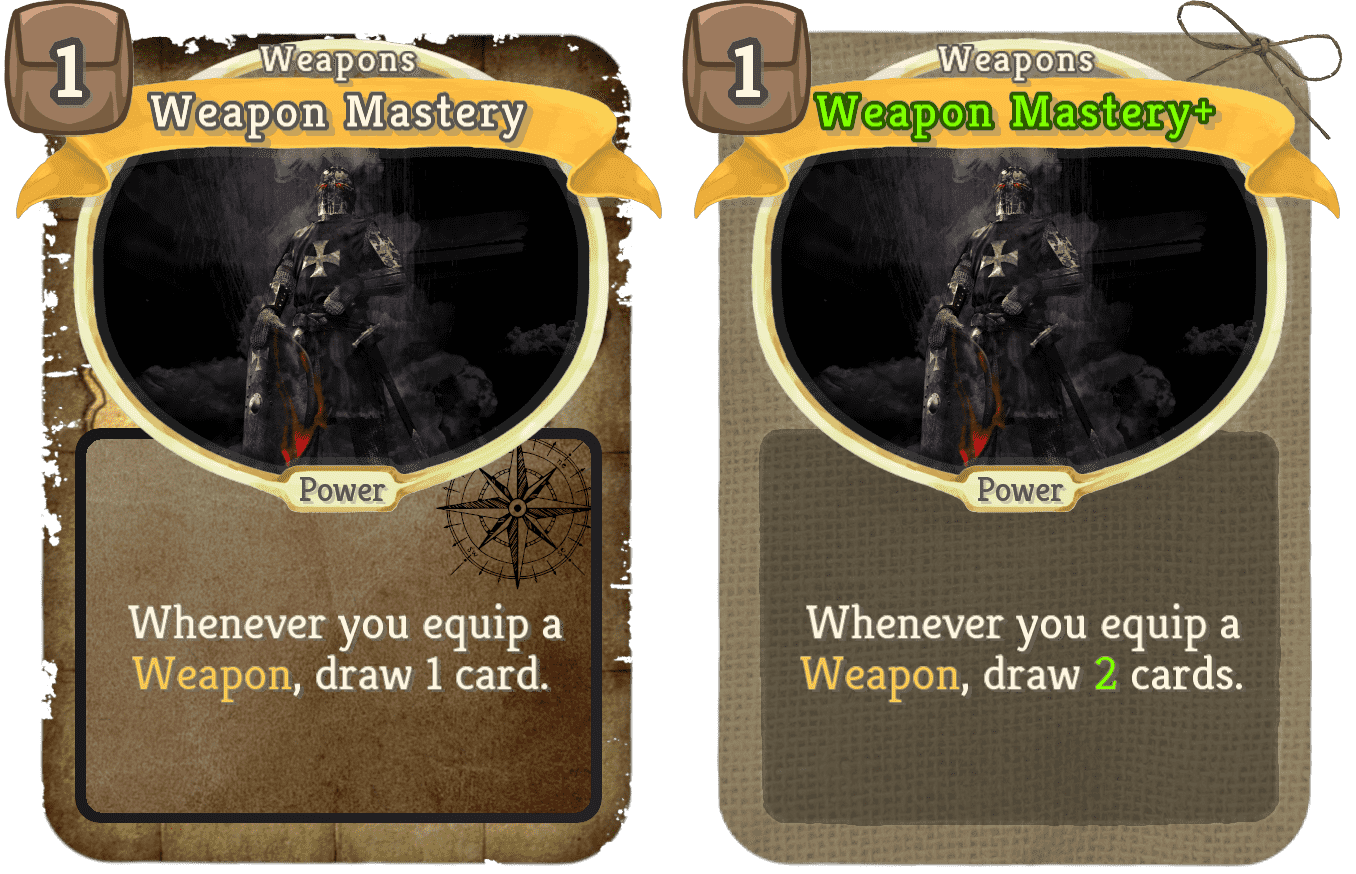 1
Weapons
Weapon Mastery
Power
Whenever you equip a
Weapon, draw 1 card.
1
Weapons
Weapon Mastery+
Power
Whenever you equip a
Weapon, draw 2 cards.